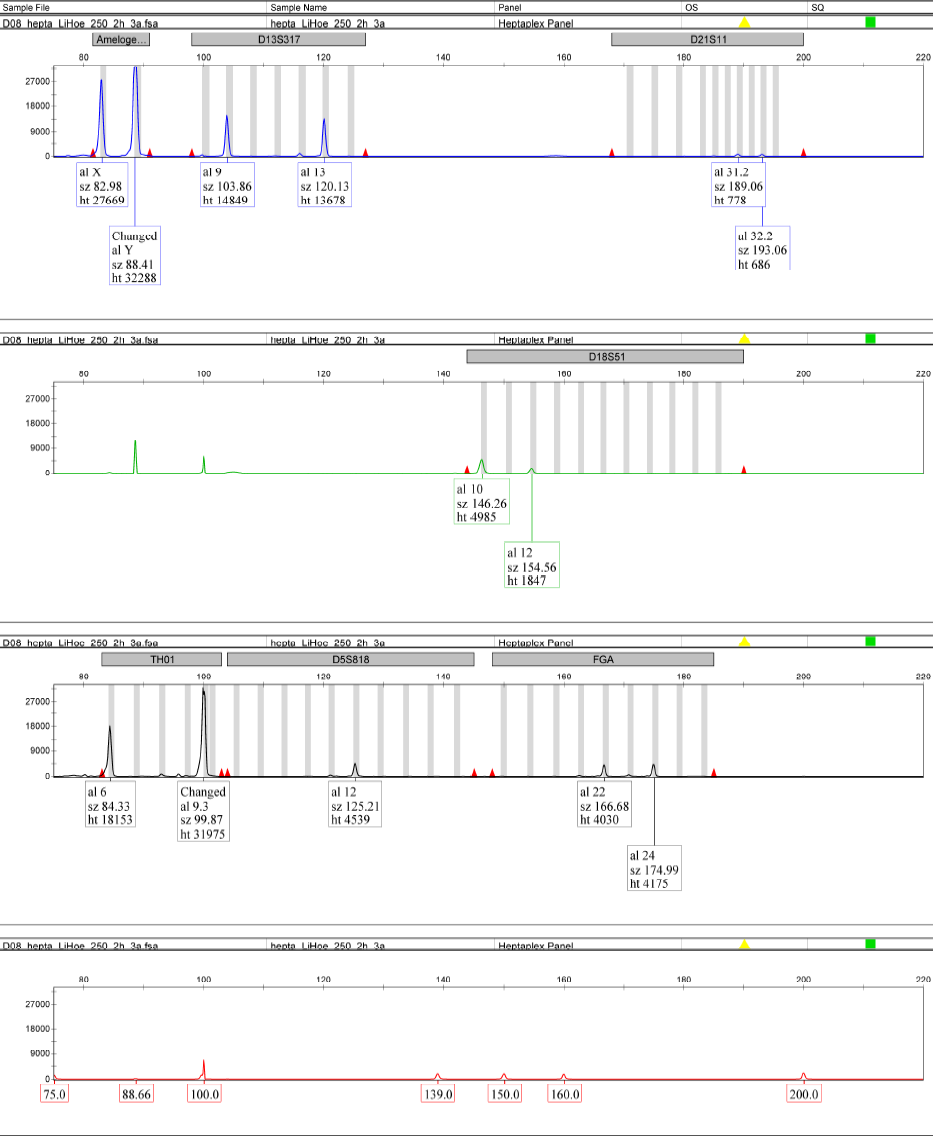 Sample File Sample Name Panel OS SQ
D08_hepta_LiHoe_250_2h_3a.fsa hepta_LiHoe_250_2h_3a Heptaplex Panel
Ameloge... D13S317 D21S11
80 100 120 140 160 180 200 220
27000
18000
9000
0
al X
sz 82.98
ht 27669
al 9
sz 103.86
ht 14849
al 13
sz 120.13
ht 13678
al 31.2
sz 189.06
ht 778
Changed
al Y
sz 88.41
ht 32288
al 32.2
sz 193.06
ht 686
D08_hepta_LiHoe_250_2h_3a.fsa hepta_LiHoe_250_2h_3a Heptaplex Panel
D18S51
80 100 120 140 160 180 200 220
27000
18000
9000
0
al 10
sz 146.26
ht 4985
al 12
sz 154.56
ht 1847
D08_hepta_LiHoe_250_2h_3a.fsa hepta_LiHoe_250_2h_3a Heptaplex Panel
TH01 D5S818 FGA
80 100 120 140 160 180 200 220
27000
18000
9000
0
al 6
sz 84.33
ht 18153
Changed
al 9.3
sz 99.87
ht 31975
al 12
sz 125.21
ht 4539
al 22
sz 166.68
ht 4030
al 24
sz 174.99
ht 4175
D08_hepta_LiHoe_250_2h_3a.fsa hepta_LiHoe_250_2h_3a Heptaplex Panel
80 100 120 140 160 180 200 220
27000
18000
9000
0
75.0 88.66 100.0 139.0 150.0 160.0 200.0